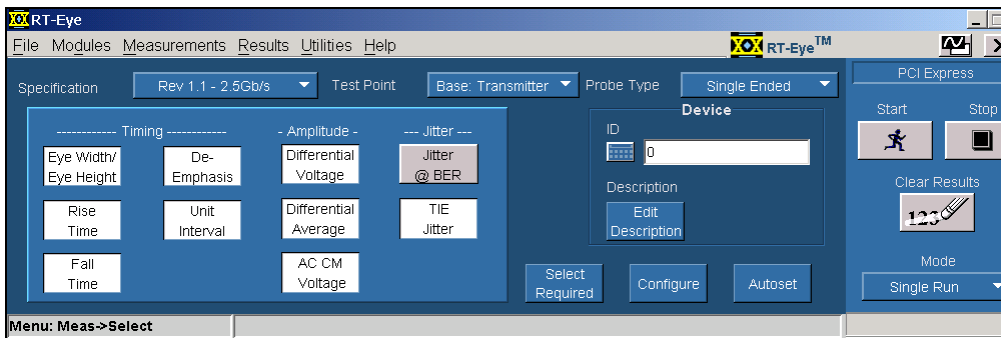 RT-Eye
File Modules Measurements Results Utilities Help
RT-Eye™
Specification
Rev 1.1 - 2.5Gb/s
Test Point
Base: Transmitter
Probe Type
Single Ended
------------ Timing ------------
- Amplitude -
--- Jitter ---
Eye Width/
Eye Height
De-
Emphasis
Differential
Voltage
Jitter
@ BER
Rise
Time
Unit
Interval
Differential
Average
TIE
Jitter
Fall
Time
AC CM
Voltage
Device
ID
0
Description
Edit
Description
Select
Required
Configure
Autoset
PCI Express
Start
Stop
Clear Results
123
Mode
Single Run
Menu: Meas->Select